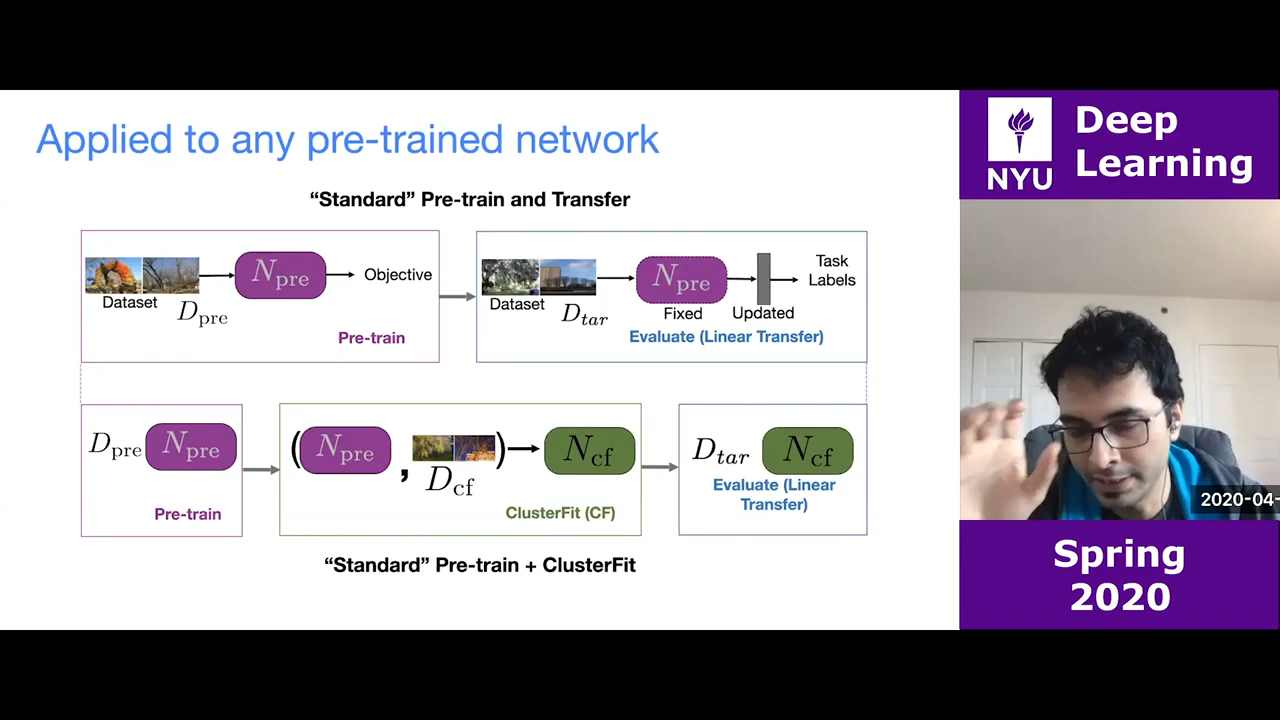 Applied to any pre-trained network
“Standard” Pre-train and Transfer
Dataset
D_pre
N_pre
Objective
Pre-train
Dataset
D_tar
N_pre
Fixed
Updated
Task
Labels
Evaluate (Linear Transfer)
D_pre N_pre
Pre-train
(N_pre , D_cf) N_cf
ClusterFit (CF)
D_tar N_cf
Evaluate (Linear
Transfer)
“Standard” Pre-train + ClusterFit
NYU
Deep
Learning
2020-04-
Spring
2020